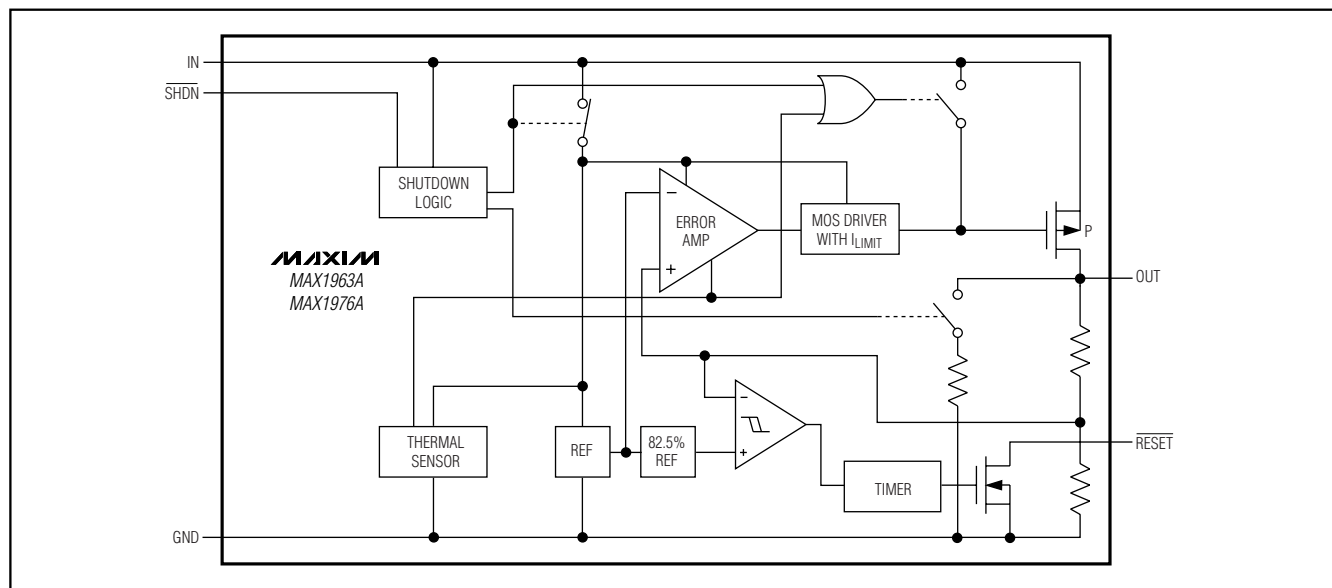 IN
SHDN
SHUTDOWN
LOGIC
MAXIM
MAX1963A
MAX1976A
−
ERROR
AMP
+
MOS DRIVER
WITH ILIMIT
P
OUT
THERMAL
SENSOR
REF
82.5%
REF
−
+
TIMER
RESET
GND